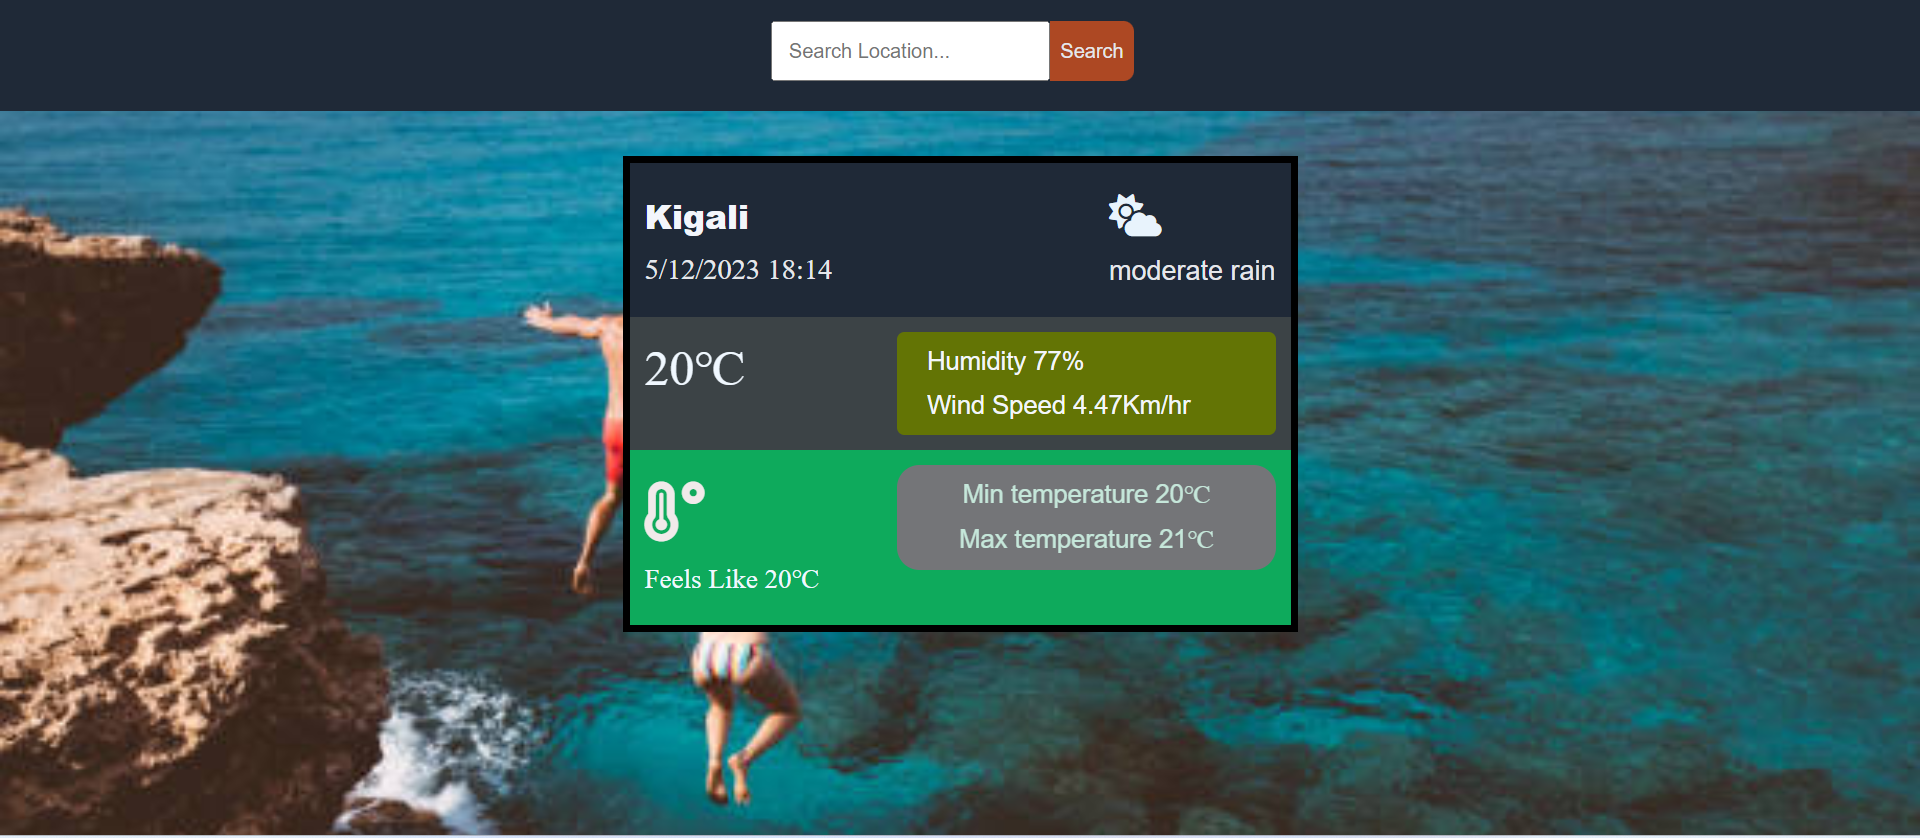 Search Location...
Search
Kigali
5/12/2023 18:14
moderate rain
20℃
Humidity 77%
Wind Speed 4.47Km/hr
Feels Like 20℃
Min temperature 20℃
Max temperature 21℃